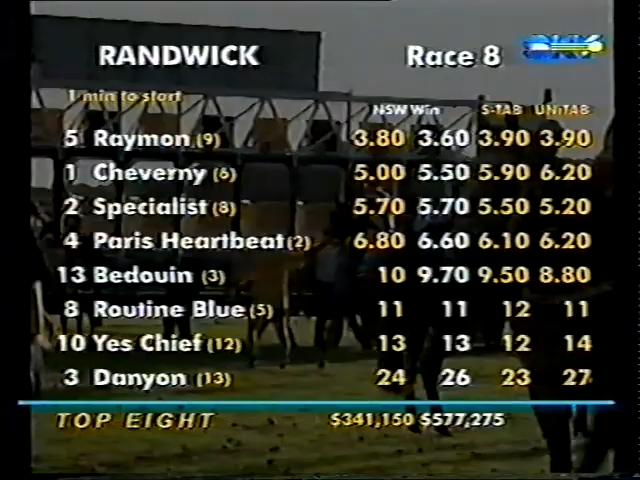 RANDWICK Race 8 SKY
1 min to start NSW Win S-TAB UNiTAB
5 Raymon (9) 3.80 3.60 3.90 3.90
1 Cheverny (6) 5.00 5.50 5.90 6.20
2 Specialist (8) 5.70 5.70 5.50 5.20
4 Paris Heartbeat (2) 6.80 6.60 6.10 6.20
13 Bedouin (3) 10 9.70 9.50 8.80
8 Routine Blue (5) 11 11 12 11
10 Yes Chief (12) 13 13 12 14
3 Danyon (13) 24 26 23 27
TOP EIGHT $341,150 $577,275